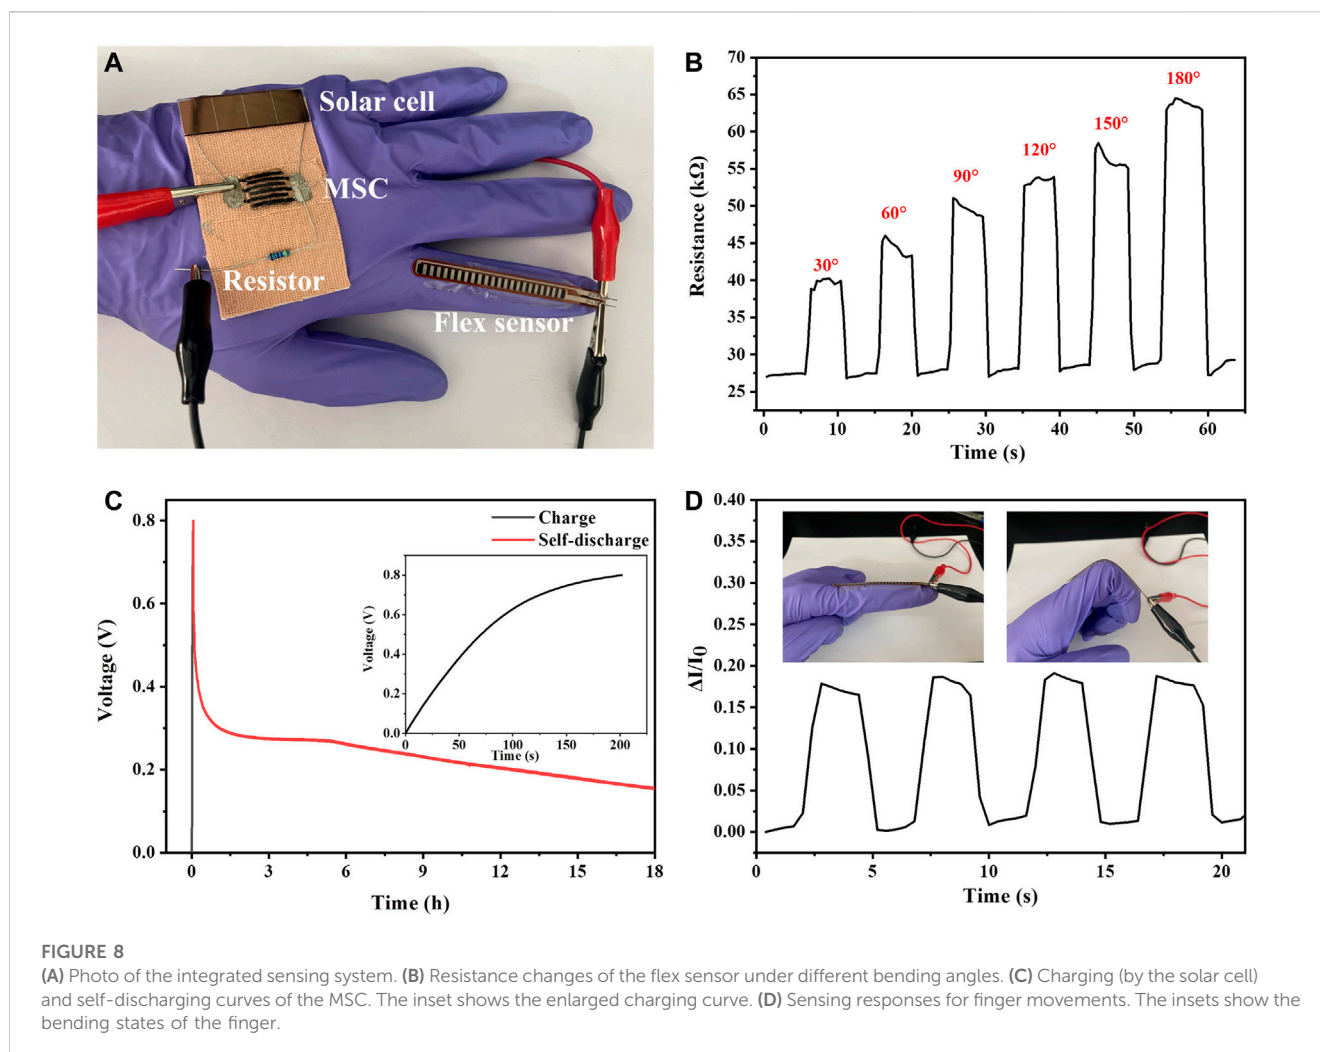 A
Solar cell
MSC
Resistor
Flex sensor
B
70
65
60
55
50
45
40
35
30
25
Resistance (kΩ)
30°
60°
90°
120°
150°
180°
0 10 20 30 40 50 60
Time (s)
C
0.8
0.6
0.4
0.2
0.0
Voltage (V)
Charge
Self-discharge
0.8
0.6
0.4
0.2
0.0
Voltage (V)
0 50 100 150 200
Time (s)
0 3 6 9 12 15 18
Time (h)
D
0.40
0.35
0.30
0.25
0.20
0.15
0.10
0.05
0.00
ΔI/I₀
0 5 10 15 20
Time (s)
FIGURE 8
(A) Photo of the integrated sensing system. (B) Resistance changes of the flex sensor under different bending angles. (C) Charging (by the solar cell)
and self-discharging curves of the MSC. The inset shows the enlarged charging curve. (D) Sensing responses for finger movements. The insets show the
bending states of the finger.